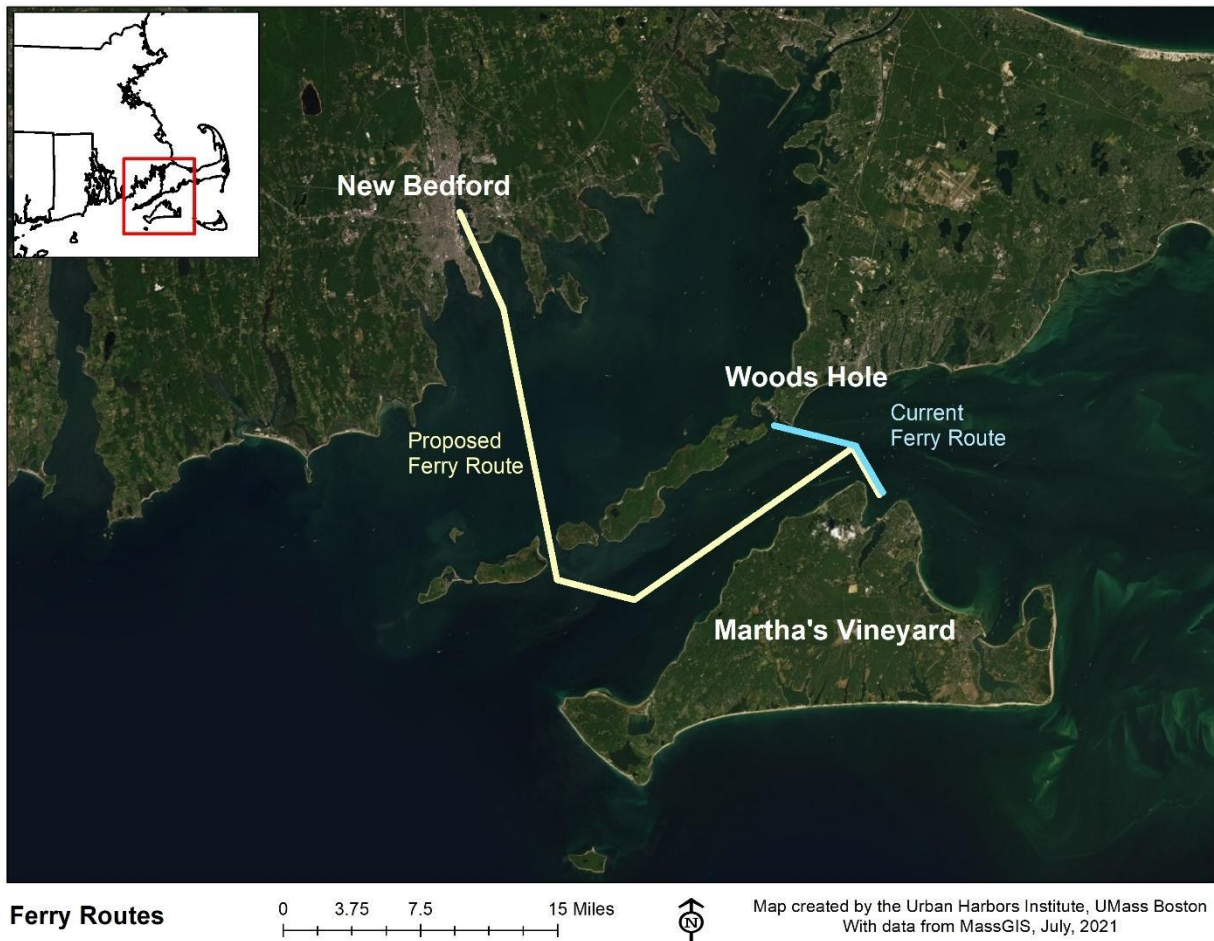 New Bedford
Woods Hole
Current
Ferry Route
Proposed
Ferry Route
Martha's Vineyard
Ferry Routes
0 3.75 7.5 15 Miles
N
Map created by the Urban Harbors Institute, UMass Boston
With data from MassGIS, July, 2021